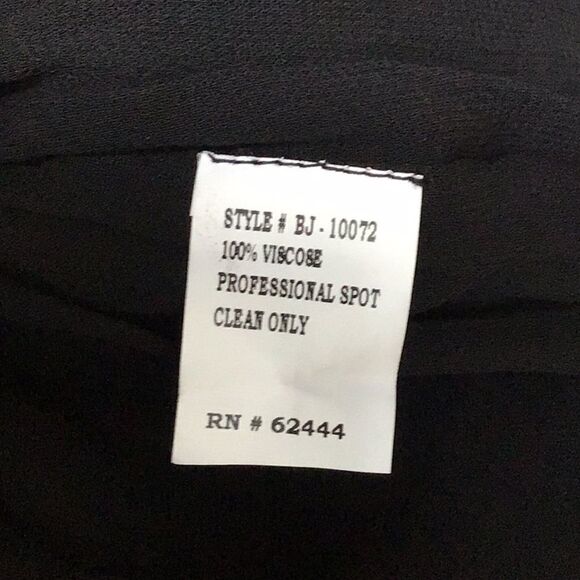 STYLE # BJ - 10072
100% VISCOSE
PROFESSIONAL SPOT
CLEAN ONLY
RN # 62444